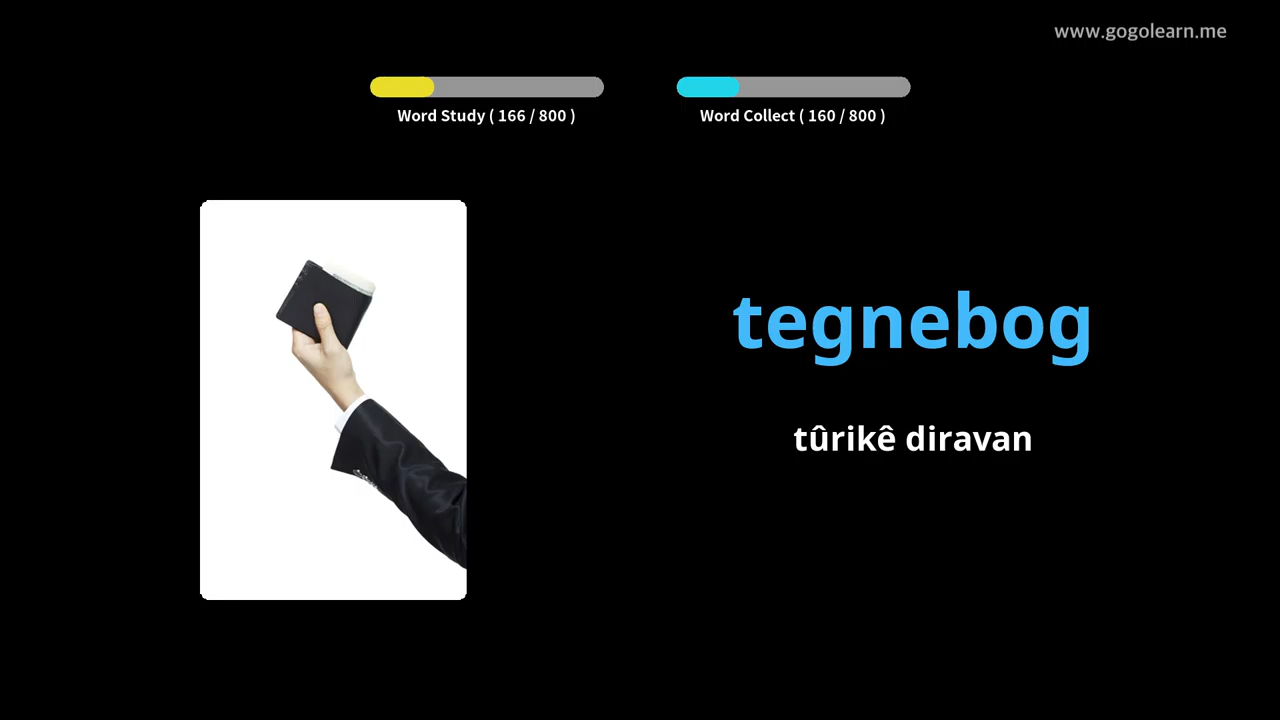 www.gogolearn.me
Word Study ( 166 / 800 )
Word Collect ( 160 / 800 )
tegnebog
tûrikê diravan